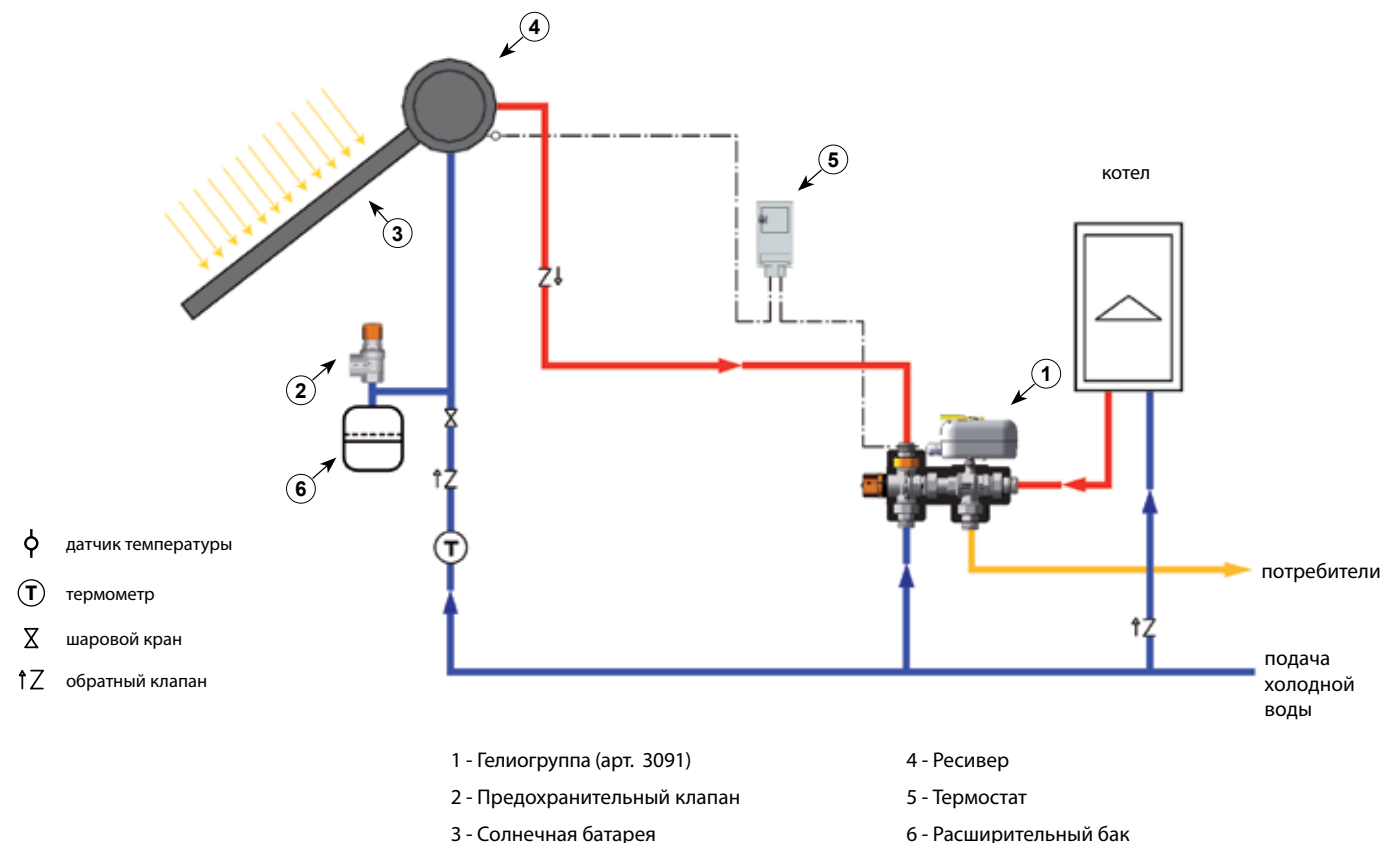 4
5
котел
3
1
2
6
датчик температуры
T
термометр
потребители
шаровой кран
обратный клапан
подача
холодной
воды
T
1 - Гелиогруппа (арт. 3091)
2 - Предохранительный клапан
3 - Солнечная батарея
4 - Ресивер
5 - Термостат
6 - Расширительный бак